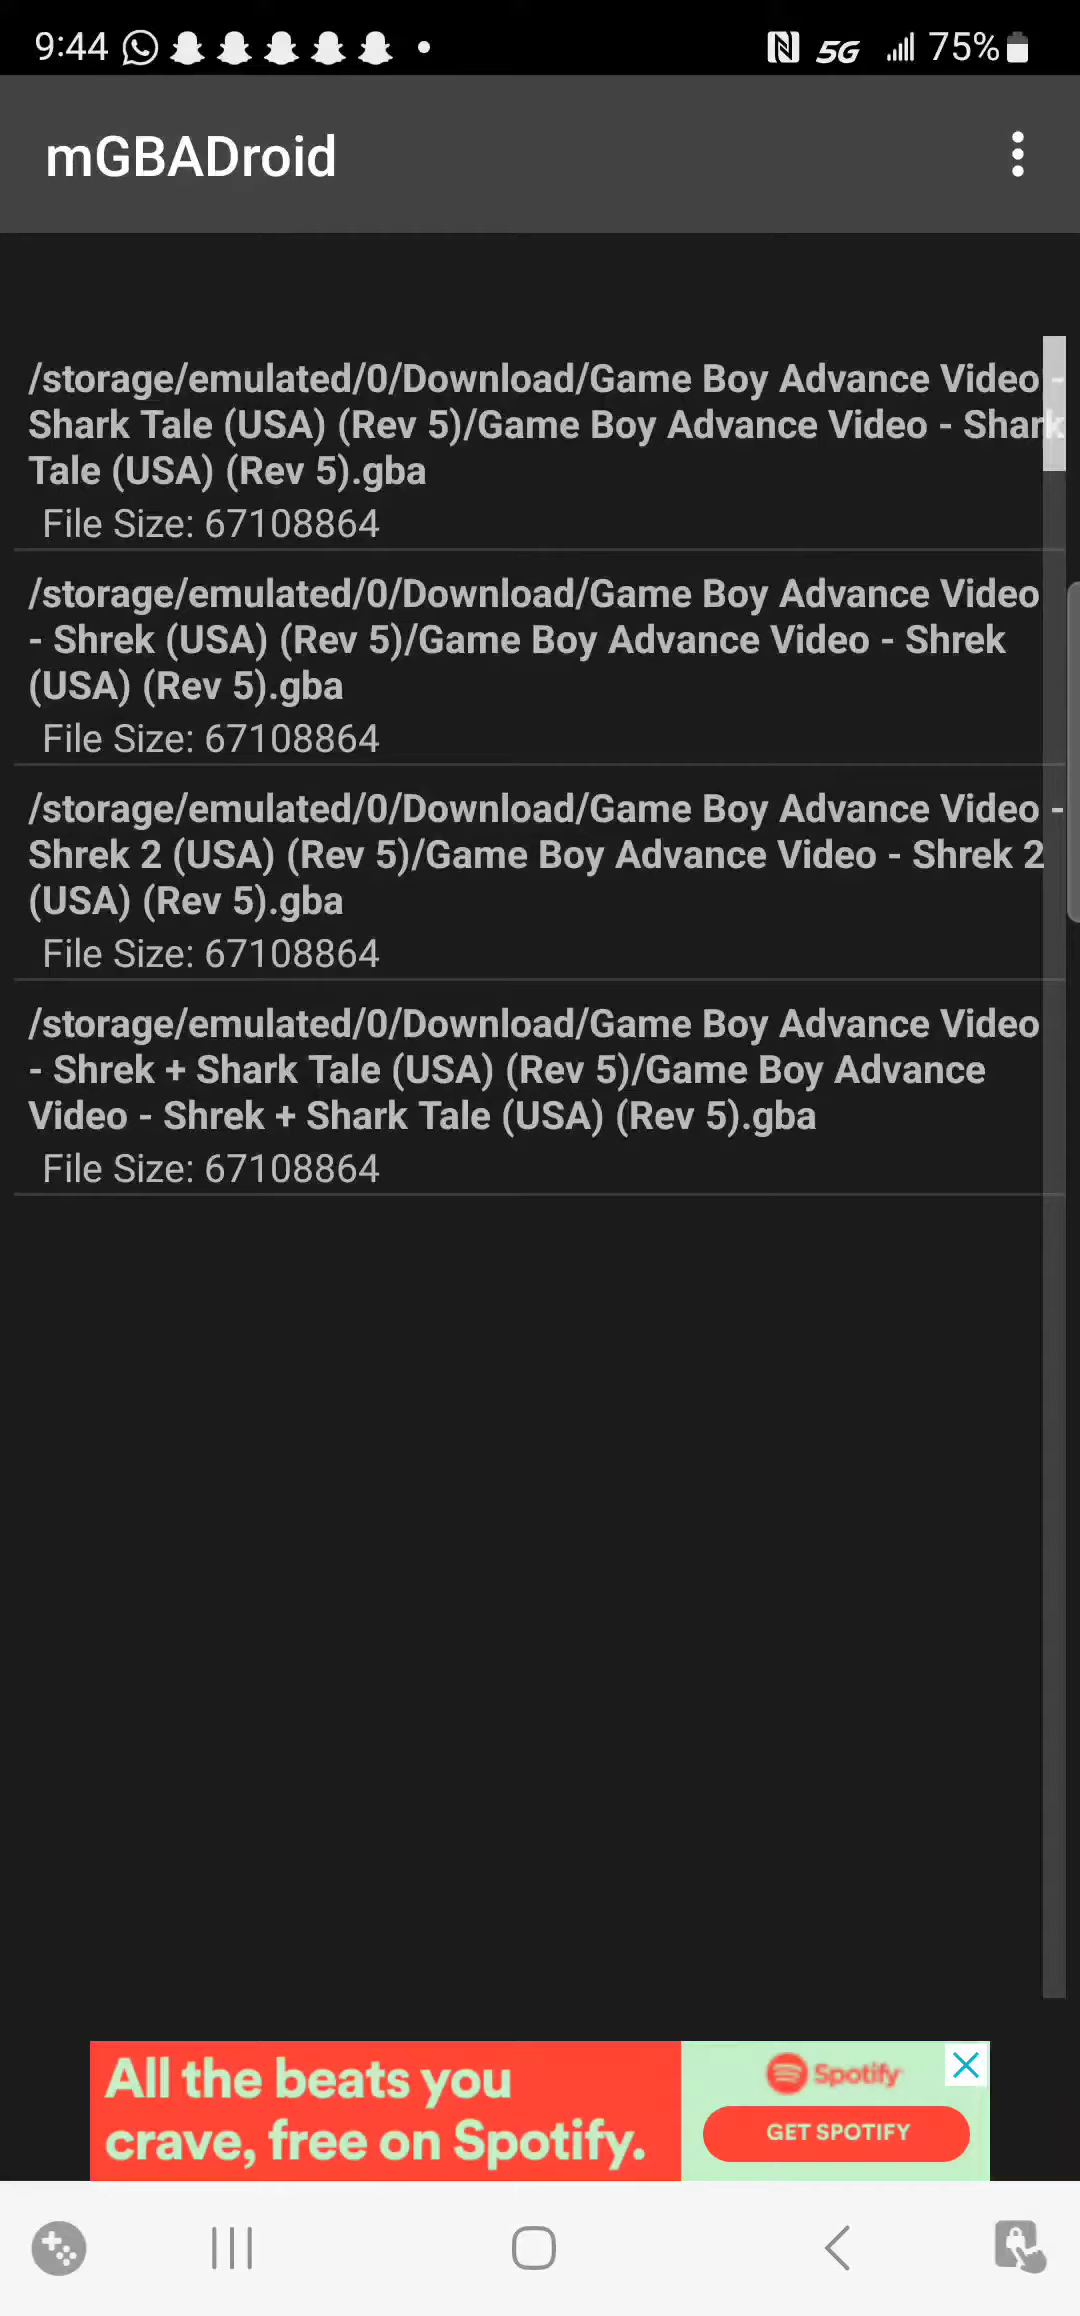 9:44
5G
75%
mGBADroid
/storage/emulated/0/Download/Game Boy Advance Video -
Shark Tale (USA) (Rev 5)/Game Boy Advance Video - Shark
Tale (USA) (Rev 5).gba
File Size: 67108864
/storage/emulated/0/Download/Game Boy Advance Video
- Shrek (USA) (Rev 5)/Game Boy Advance Video - Shrek
(USA) (Rev 5).gba
File Size: 67108864
/storage/emulated/0/Download/Game Boy Advance Video -
Shrek 2 (USA) (Rev 5)/Game Boy Advance Video - Shrek 2
(USA) (Rev 5).gba
File Size: 67108864
/storage/emulated/0/Download/Game Boy Advance Video
- Shrek + Shark Tale (USA) (Rev 5)/Game Boy Advance
Video - Shrek + Shark Tale (USA) (Rev 5).gba
File Size: 67108864
All the beats you
crave, free on Spotify.
Spotify
GET SPOTIFY